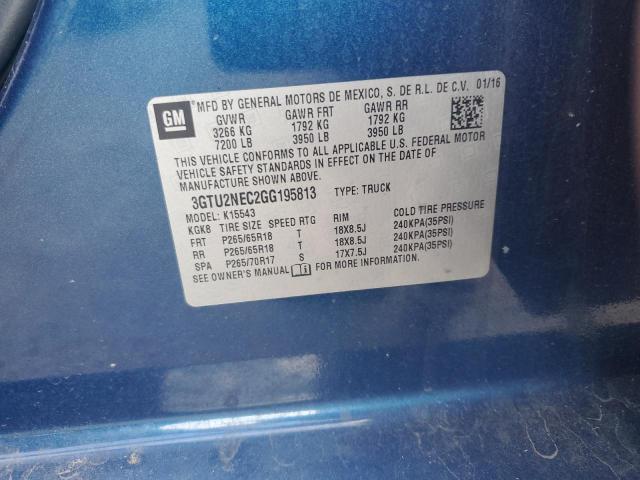 GM
MFD BY GENERAL MOTORS DE MEXICO, S. DE R.L. DE C.V. 01/16
GVWR GAWR FRT GAWR RR
3266 KG 1792 KG 1792 KG
7200 LB 3950 LB 3950 LB
THIS VEHICLE CONFORMS TO ALL APPLICABLE U.S. FEDERAL MOTOR
VEHICLE SAFETY STANDARDS IN EFFECT ON THE DATE OF
MANUFACTURE SHOWN ABOVE.
3GTU2NEC2GG195813 TYPE: TRUCK
MODEL: K15543
KGK8 TIRE SIZE SPEED RTG RIM COLD TIRE PRESSURE
FRT P265/65R18 T 18X8.5J 240KPA(35PSI)
RR P265/65R18 T 18X8.5J 240KPA(35PSI)
SPA P265/70R17 S 17X7.5J 240KPA(35PSI)
SEE OWNER'S MANUAL FOR MORE INFORMATION.